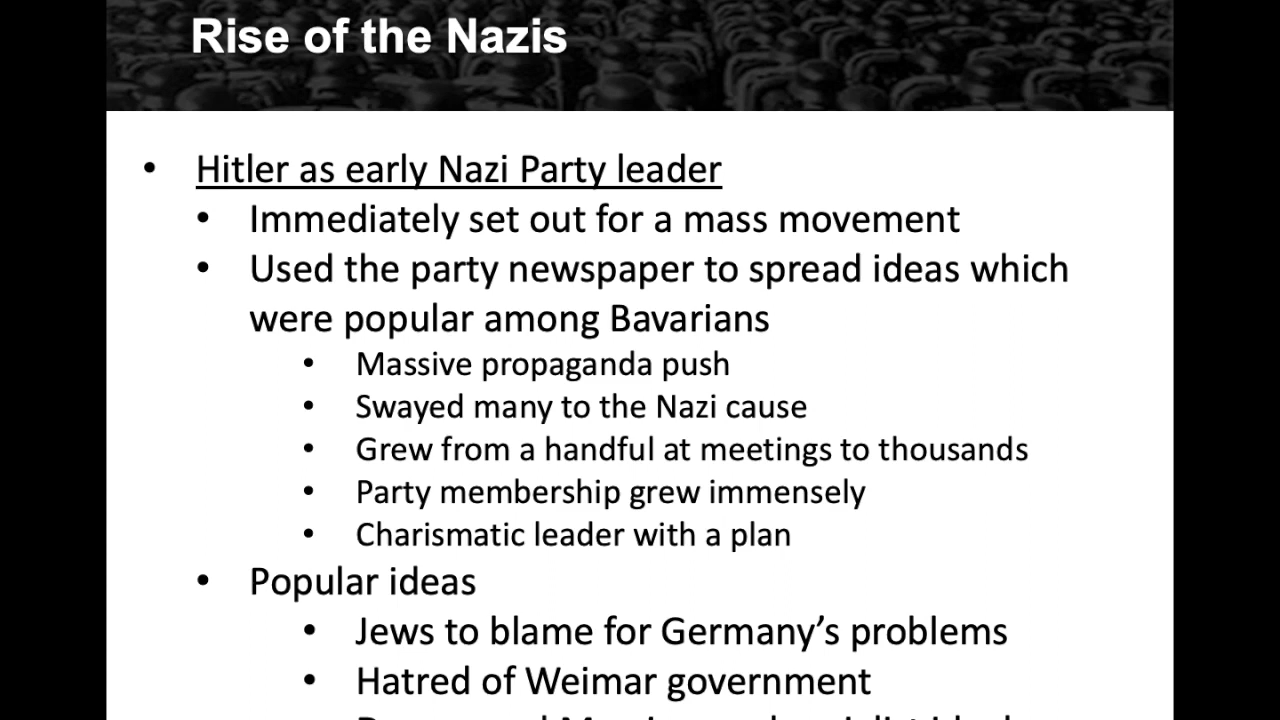 Rise of the Nazis
• Hitler as early Nazi Party leader
• Immediately set out for a mass movement
• Used the party newspaper to spread ideas which
were popular among Bavarians
• Massive propaganda push
• Swayed many to the Nazi cause
• Grew from a handful at meetings to thousands
• Party membership grew immensely
• Charismatic leader with a plan
• Popular ideas
• Jews to blame for Germany’s problems
• Hatred of Weimar government